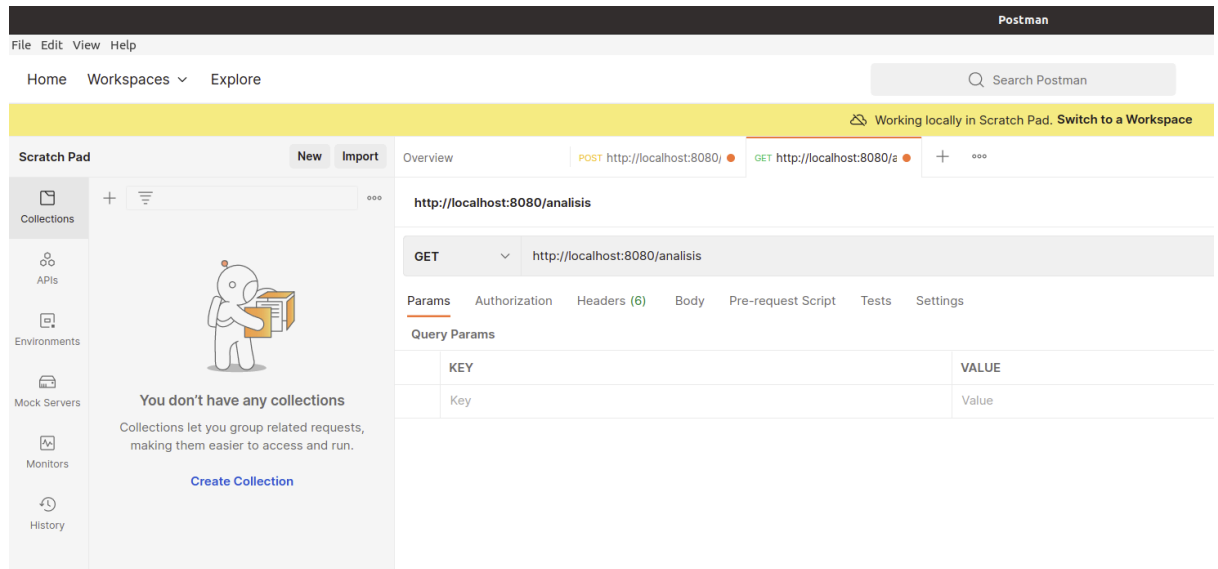 Postman
File Edit View Help
Home Workspaces Explore
Search Postman
Working locally in Scratch Pad. Switch to a Workspace
Scratch Pad
New Import
Overview
POST http://localhost:8080/
GET http://localhost:8080/a
Collections
http://localhost:8080/analisis
GET
http://localhost:8080/analisis
APIs
Params Authorization Headers (6) Body Pre-request Script Tests Settings
Query Params
Environments
KEY VALUE
Key Value
Mock Servers
You don't have any collections
Collections let you group related requests,
making them easier to access and run.
Create Collection
Monitors
History